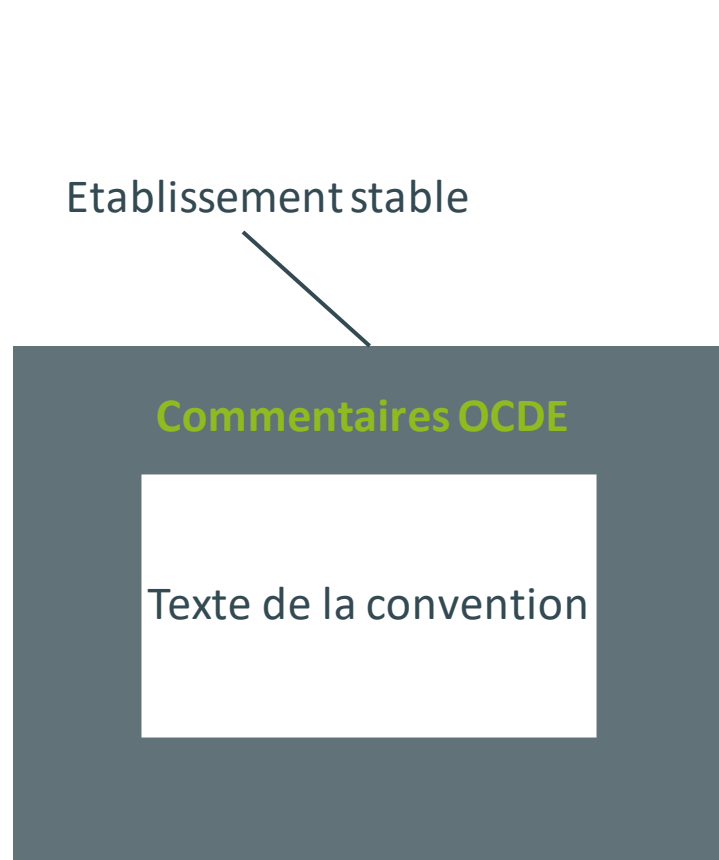 Etablissement stable
Commentaires OCDE
Texte de la convention